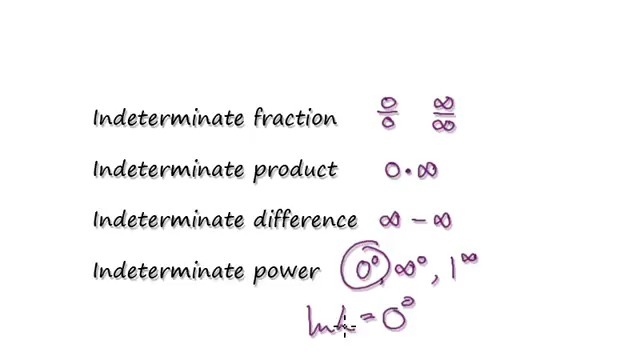 Indeterminate fraction 0/0 ∞/∞
Indeterminate product 0·∞
Indeterminate difference ∞ − ∞
Indeterminate power 0⁰, ∞⁰, 1^∞
= 0⁰